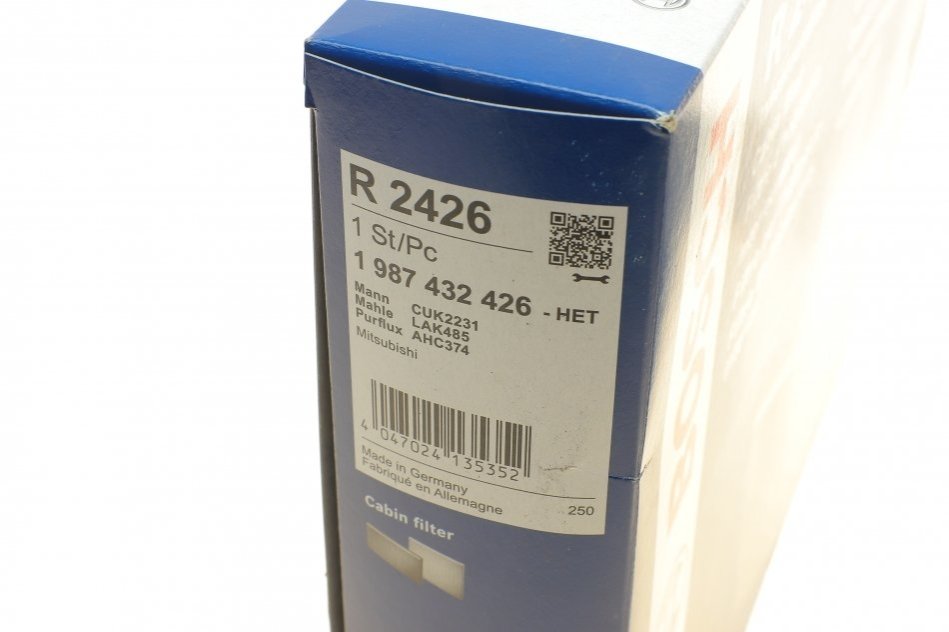 R 2426
1 St/Pc
1 987 432 426 - HET
Mann CUK2231
Mahle LAK485
Purflux AHC374
Mitsubishi
4 047024 135352
Made in Germany
Fabriqué en Allemagne 250
Cabin filter
BOSCH